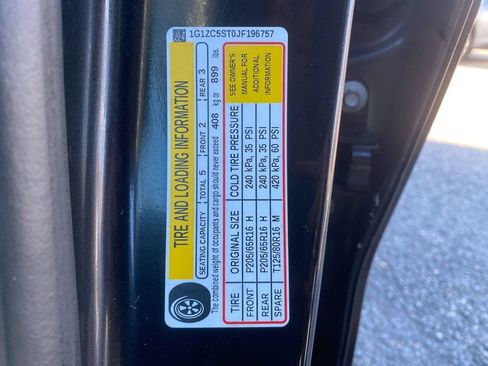 1G1ZC5ST0JF196757
TIRE AND LOADING INFORMATION
SEATING CAPACITY TOTAL 5 FRONT 2 REAR 3
The combined weight of occupants and cargo should never exceed 408 kg or 899 lbs.
TIRE ORIGINAL SIZE COLD TIRE PRESSURE
FRONT P205/65R16 H 240 kPa, 35 PSI
REAR P205/65R16 H 240 kPa, 35 PSI
SPARE T125/80R16 M 420 kPa, 60 PSI
SEE OWNER'S
MANUAL FOR
ADDITIONAL
INFORMATION